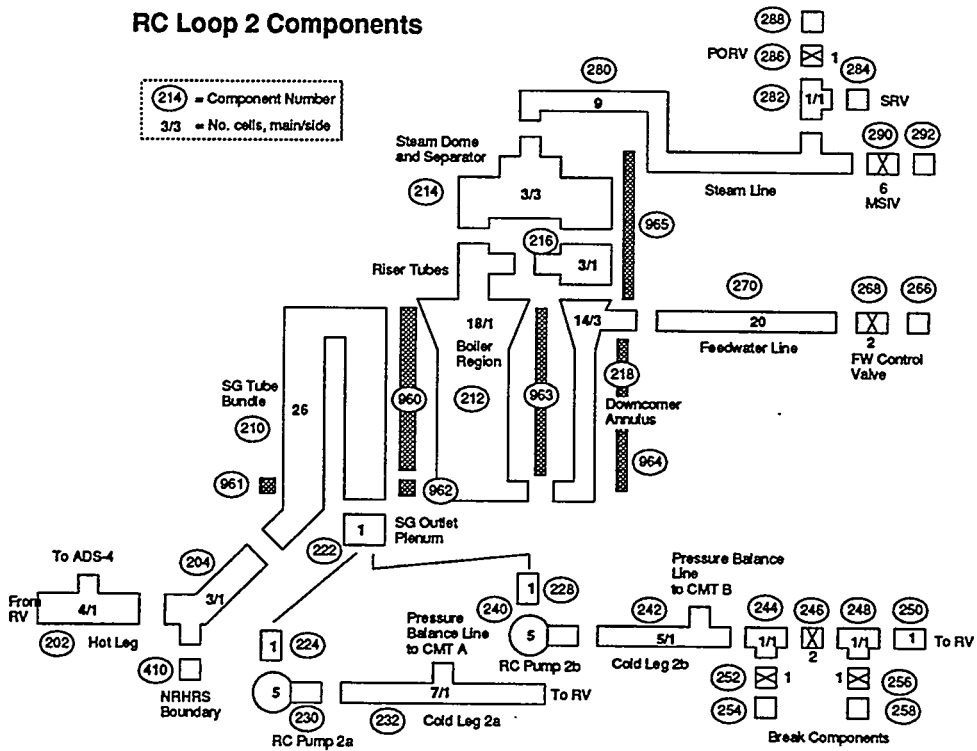 RC Loop 2 Components
214 = Component Number
3/3 = No. cells, main/side
288
PORV 286 1
280
284
282 1/1 SRV
9
290 292
Steam Dome
and Separator
214
3/3
Steam Line
6
MSIV
965
216
Riser Tubes
3/1
270
268 266
18/1
14/3
20
2
Boiler
Region
Feedwater Line
FW Control
Valve
218
SG Tube
Bundle
210
26
960
212
963
Downcomer
Annulus
964
961
962
1
SG Outlet
Plenum
222
To ADS-4
204
Pressure Balance
Line
to CMT B
From
RV
4/1
3/1
1
228
202 Hot Leg
240
242
244 246 248 250
Pressure
Balance Line
to CMT A
5
5/1
1/1
1/1
1
To RV
2
1
224
RC Pump 2b
Cold Leg 2b
410
252 1
1 256
NRHRS
Boundary
5
7/1
To RV
254
258
230
232 Cold Leg 2a
RC Pump 2a
Break Components